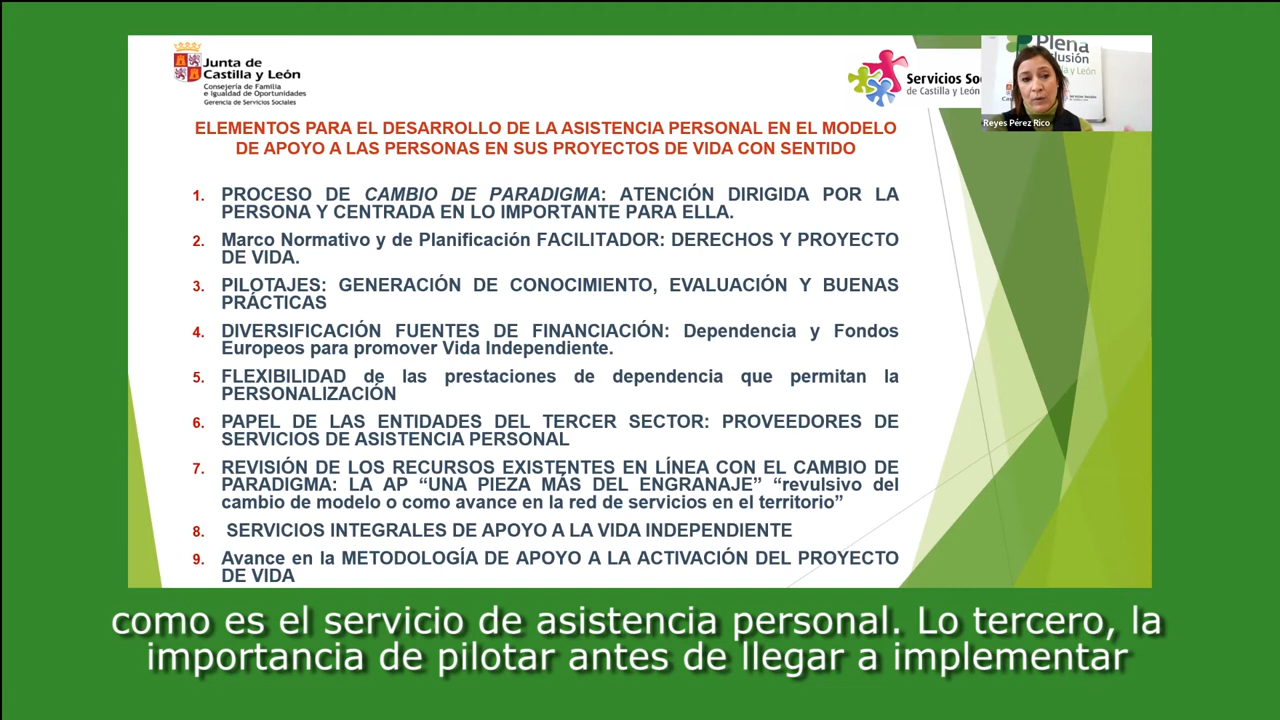 Junta de
Castilla y León
Consejería de Familia
e Igualdad de Oportunidades
Gerencia de Servicios Sociales
Servicios So
de Castilla y León
Plena
clusión
y León
Reyes Pérez Rico
ELEMENTOS PARA EL DESARROLLO DE LA ASISTENCIA PERSONAL EN EL MODELO
DE APOYO A LAS PERSONAS EN SUS PROYECTOS DE VIDA CON SENTIDO
1. PROCESO DE CAMBIO DE PARADIGMA: ATENCIÓN DIRIGIDA POR LA
PERSONA Y CENTRADA EN LO IMPORTANTE PARA ELLA.
2. Marco Normativo y de Planificación FACILITADOR: DERECHOS Y PROYECTO
DE VIDA.
3. PILOTAJES: GENERACIÓN DE CONOCIMIENTO, EVALUACIÓN Y BUENAS
PRÁCTICAS
4. DIVERSIFICACIÓN FUENTES DE FINANCIACIÓN: Dependencia y Fondos
Europeos para promover Vida Independiente.
5. FLEXIBILIDAD de las prestaciones de dependencia que permitan la
PERSONALIZACIÓN
6. PAPEL DE LAS ENTIDADES DEL TERCER SECTOR: PROVEEDORES DE
SERVICIOS DE ASISTENCIA PERSONAL
7. REVISIÓN DE LOS RECURSOS EXISTENTES EN LÍNEA CON EL CAMBIO DE
PARADIGMA: LA AP “UNA PIEZA MÁS DEL ENGRANAJE” “revulsivo del
cambio de modelo o como avance en la red de servicios en el territorio”
8. SERVICIOS INTEGRALES DE APOYO A LA VIDA INDEPENDIENTE
9. Avance en la METODOLOGÍA DE APOYO A LA ACTIVACIÓN DEL PROYECTO
DE VIDA
como es el servicio de asistencia personal. Lo tercero, la
importancia de pilotar antes de llegar a implementar